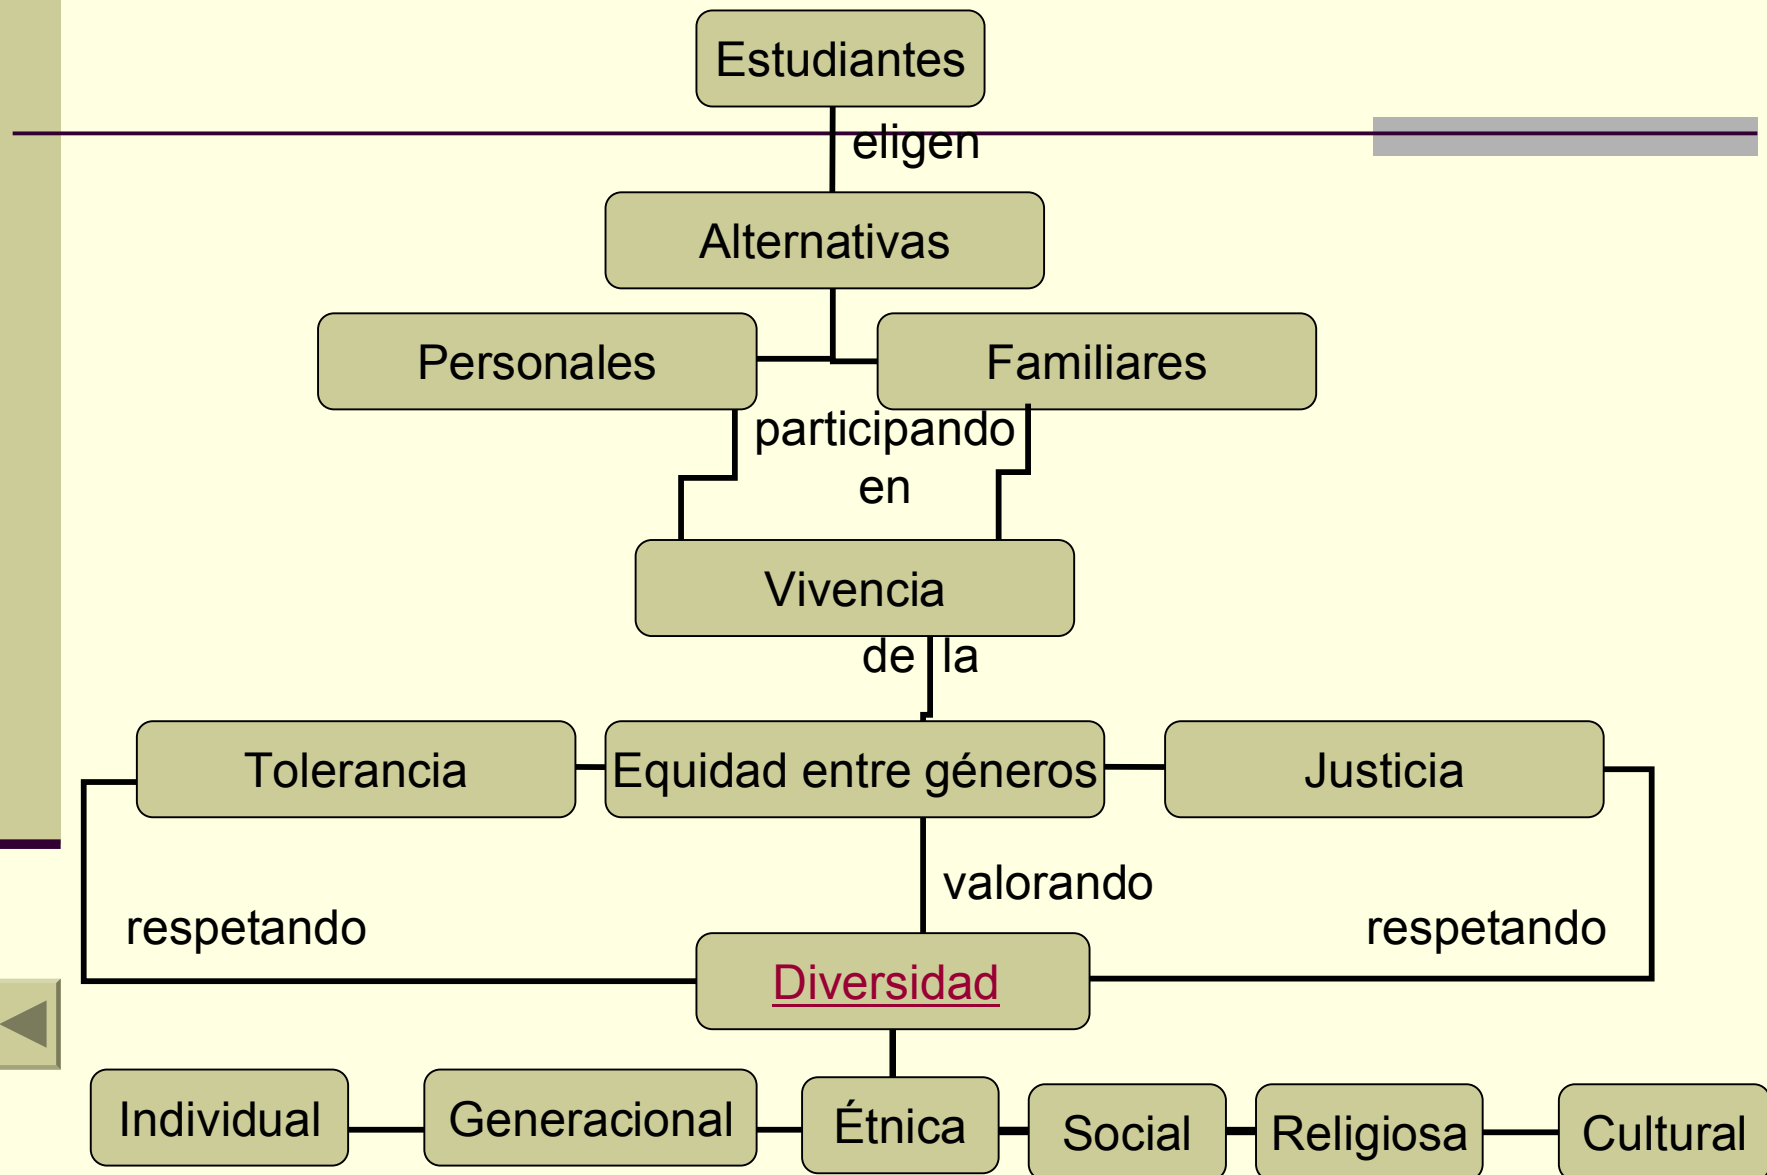 Estudiantes
eligen
Alternativas
Personales
Familiares
participando
en
Vivencia
de la
Tolerancia
Equidad entre géneros
Justicia
valorando
respetando
respetando
Diversidad
Individual
Generacional
Étnica
Social
Religiosa
Cultural